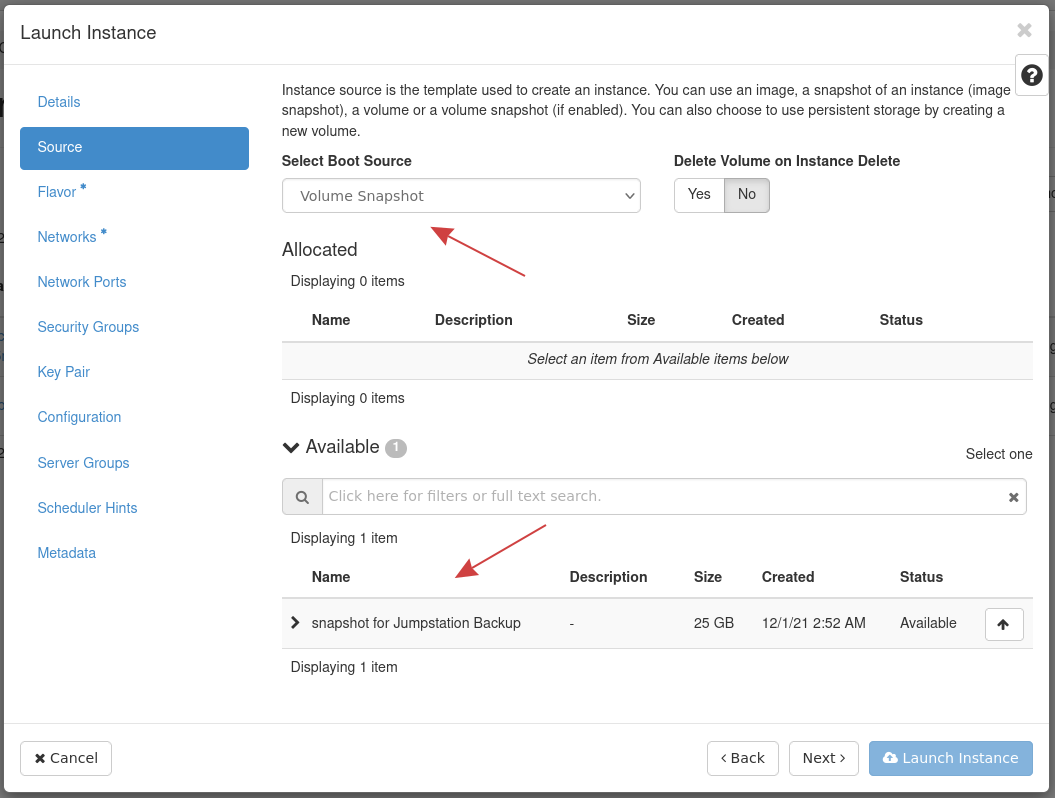 Launch Instance
Details
Source
Flavor *
Networks *
Network Ports
Security Groups
Key Pair
Configuration
Server Groups
Scheduler Hints
Metadata
Instance source is the template used to create an instance. You can use an image, a snapshot of an instance (image
snapshot), a volume or a volume snapshot (if enabled). You can also choose to use persistent storage by creating a
new volume.
Select Boot Source
Delete Volume on Instance Delete
Volume Snapshot
Yes No
Allocated
Displaying 0 items
Name Description Size Created Status
Select an item from Available items below
Displaying 0 items
Available 1
Select one
Click here for filters or full text search.
Displaying 1 item
Name Description Size Created Status
snapshot for Jumpstation Backup - 25 GB 12/1/21 2:52 AM Available
Displaying 1 item
Cancel
Back
Next
Launch Instance